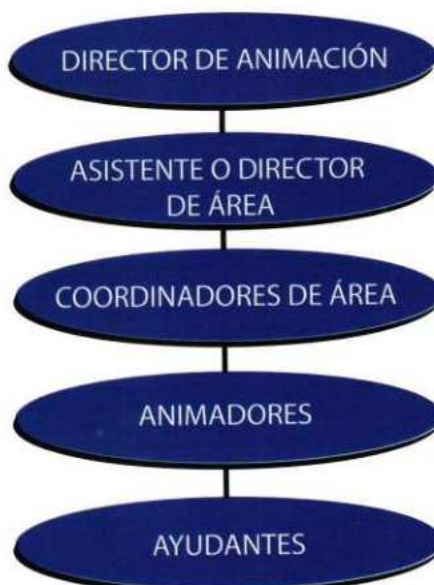 DIRECTOR DE ANIMACIÓN
ASISTENTE O DIRECTOR
DE ÁREA
COORDINADORES DE ÁREA
ANIMADORES
AYUDANTES